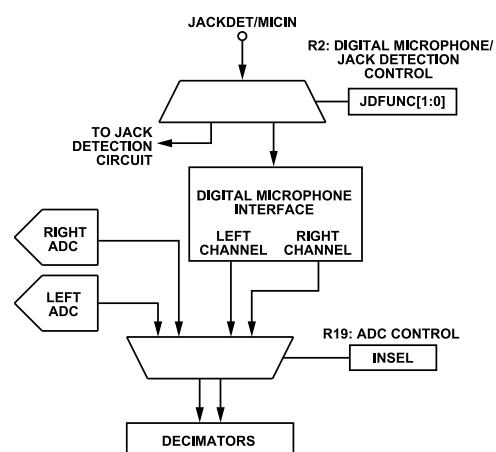 JACKDET/MICIN
R2: DIGITAL MICROPHONE/
JACK DETECTION
CONTROL
JDFUNC[1:0]
TO JACK
DETECTION
CIRCUIT
DIGITAL MICROPHONE
INTERFACE
LEFT
CHANNEL
RIGHT
CHANNEL
RIGHT
ADC
LEFT
ADC
R19: ADC CONTROL
INSEL
DECIMATORS